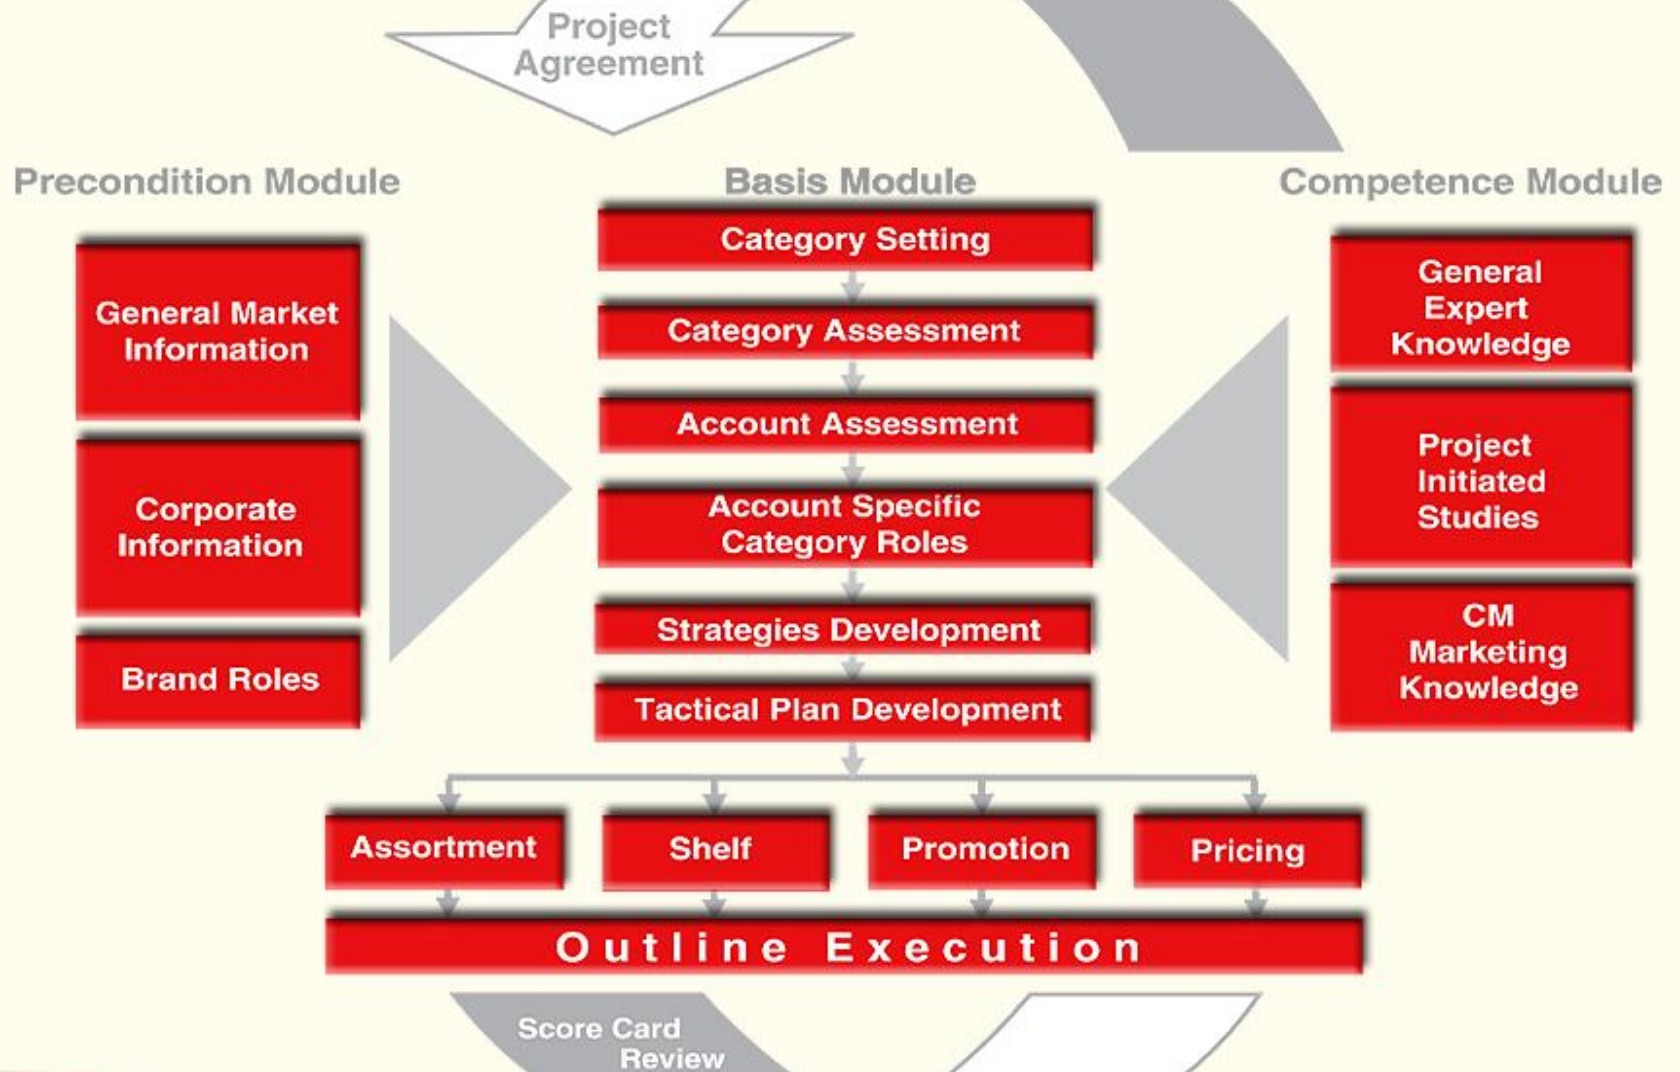 Project
Agreement
Precondition Module
Basis Module
Competence Module
General Market
Information
Corporate
Information
Brand Roles
Category Setting
Category Assessment
Account Assessment
Account Specific
Category Roles
Strategies Development
Tactical Plan Development
General
Expert
Knowledge
Project
Initiated
Studies
CM
Marketing
Knowledge
Assortment
Shelf
Promotion
Pricing
Outline Execution
Score Card
Review